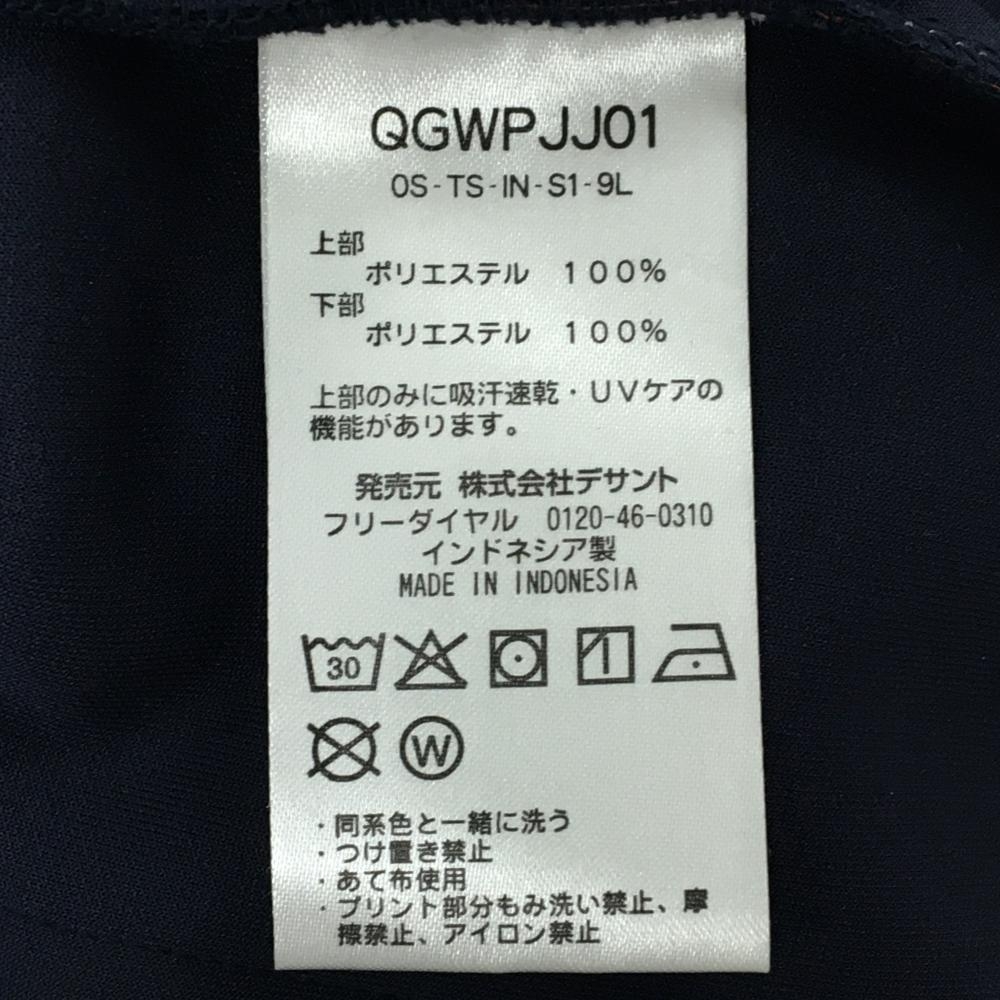 QGWPJJ01
OS-TS-IN-S1-9L
上部
ポリエステル　１００％
下部
ポリエステル　１００％
上部のみに吸汗速乾・ＵＶケアの
機能があります。
発売元 株式会社デサント
フリーダイヤル　0120-46-0310
インドネシア製
MADE IN INDONESIA
30
W
・同系色と一緒に洗う
・つけ置き禁止
・あて布使用
・プリント部分もみ洗い禁止、摩
擦禁止、アイロン禁止